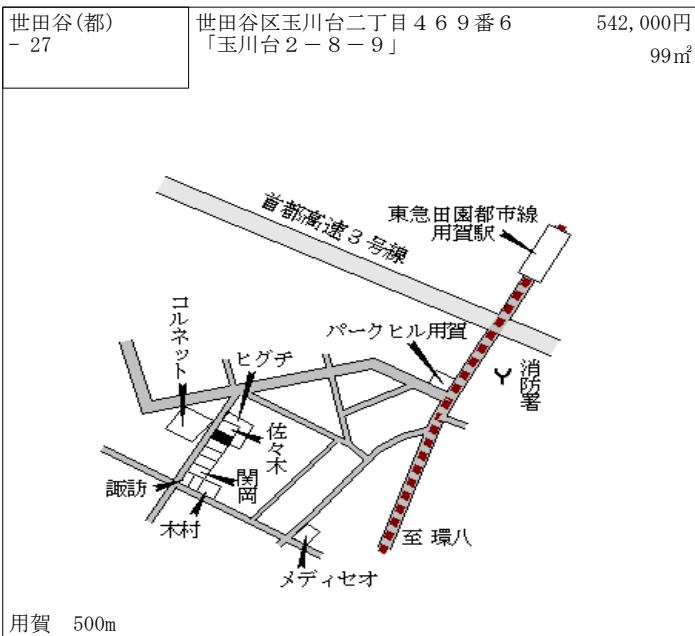 世田谷(都)
- 27
世田谷区玉川台二丁目４６９番６
「玉川台２－８－９」
542,000円
99㎡
首都高速３号線
東急田園都市線
用賀駅
コルネット
ヒグチ
パークヒル用賀
消防署
佐々木
関岡
諏訪
木村
至 環八
メディセオ
用賀　500m